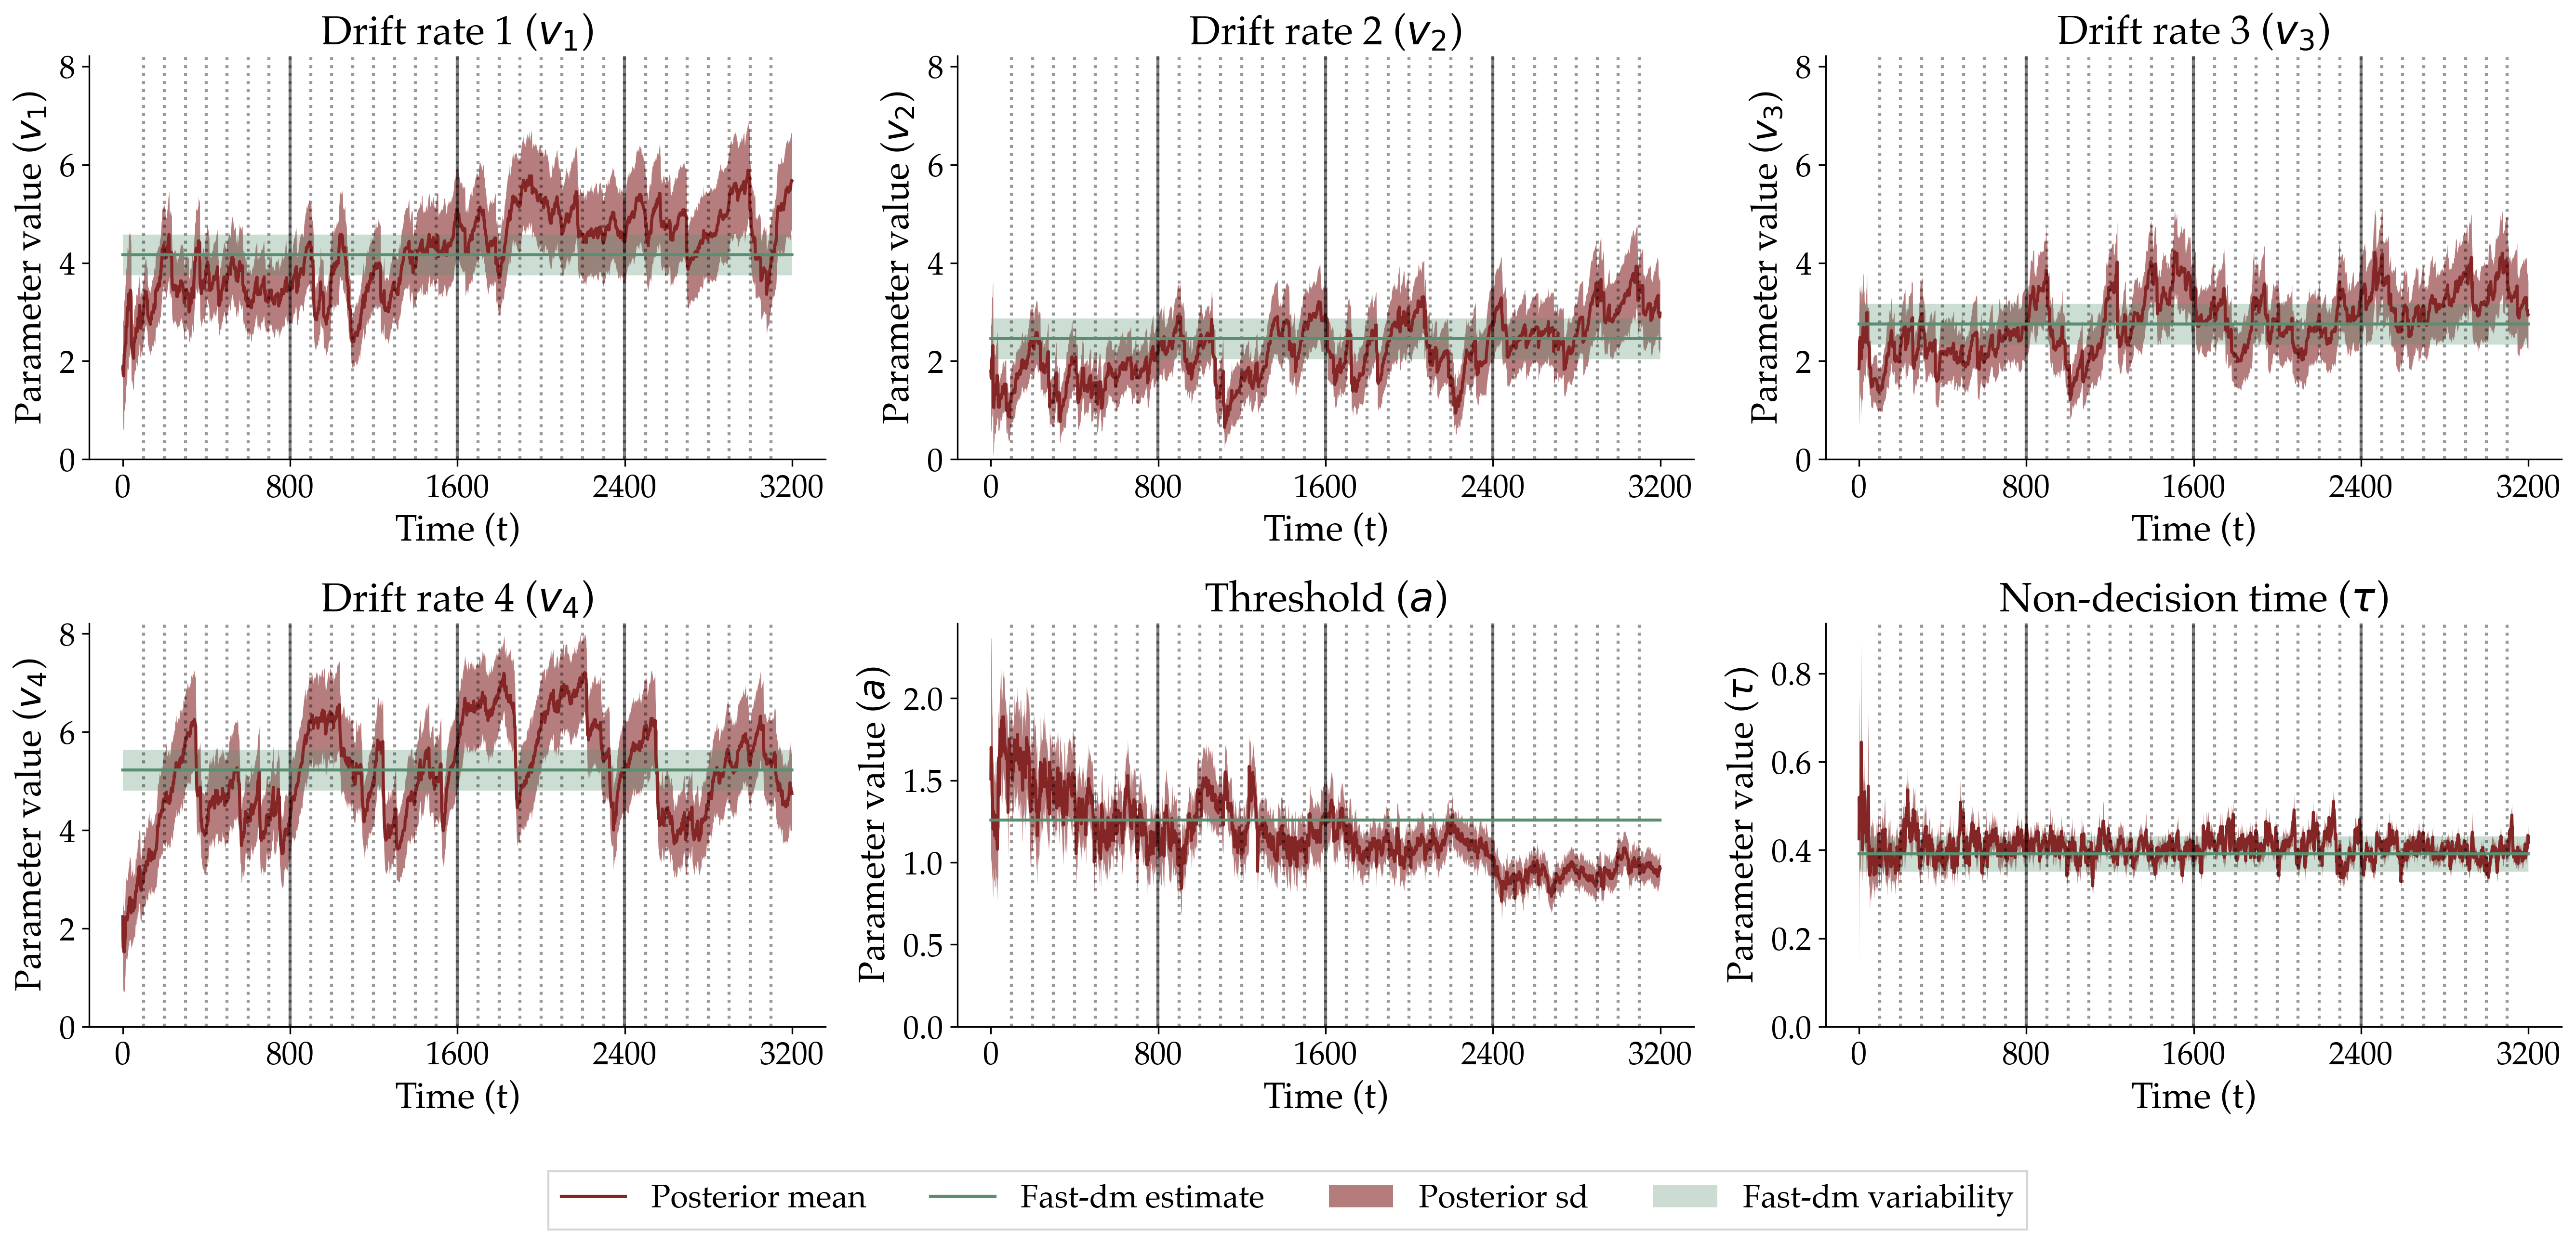 Drift rate 1 (v₁)
Drift rate 2 (v₂)
Drift rate 3 (v₃)
Parameter value (v₁)
8
6
4
2
0
0 800 1600 2400 3200
Time (t)
Parameter value (v₂)
8
6
4
2
0
0 800 1600 2400 3200
Time (t)
Parameter value (v₃)
8
6
4
2
0
0 800 1600 2400 3200
Time (t)
Drift rate 4 (v₄)
Threshold (a)
Non-decision time (τ)
Parameter value (v₄)
8
6
4
2
0
0 800 1600 2400 3200
Time (t)
Parameter value (a)
2.0
1.5
1.0
0.5
0.0
0 800 1600 2400 3200
Time (t)
Parameter value (τ)
0.8
0.6
0.4
0.2
0.0
0 800 1600 2400 3200
Time (t)
Posterior mean Fast-dm estimate Posterior sd Fast-dm variability